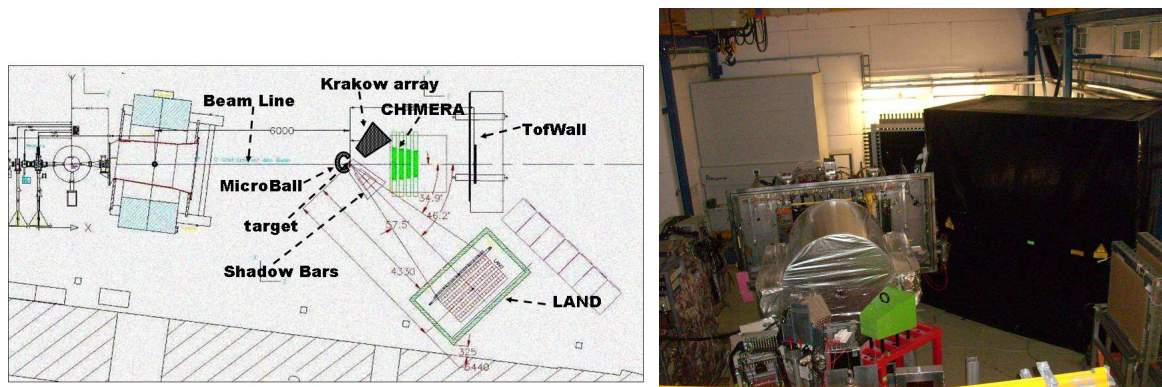 Krakow array
Beam Line
CHIMERA
6000
TofWall
MicroBall
34.9°
46.2°
target
57.5°
X
Shadow Bars
4330
LAND
LAND
325
5440